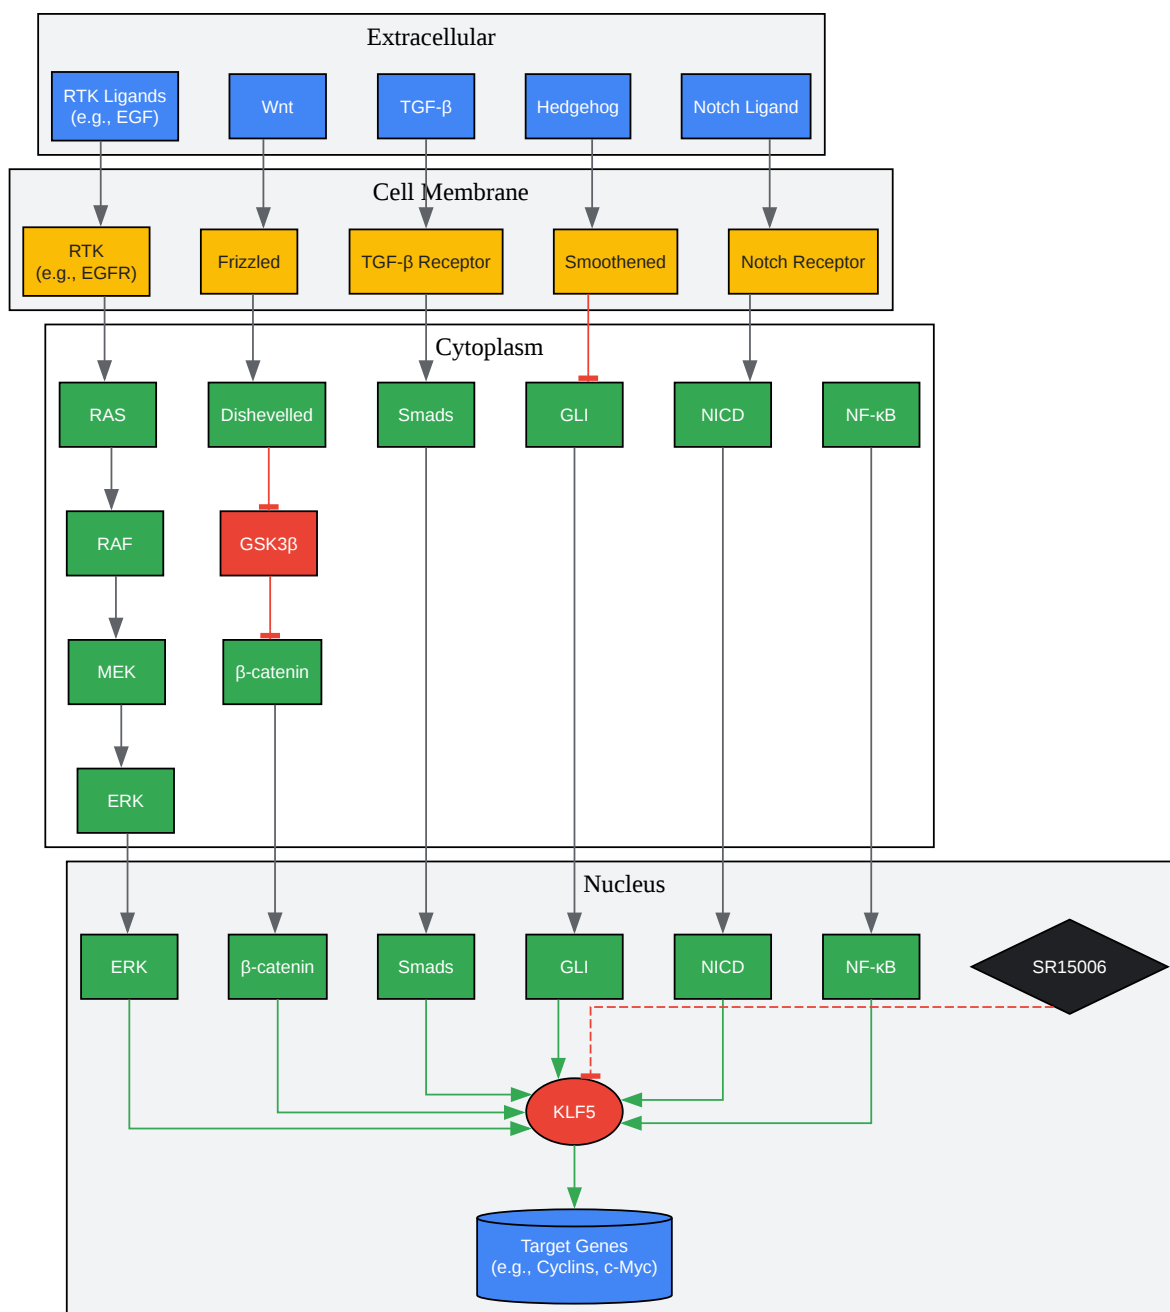 Extracellular
RTK Ligands
(e.g., EGF)
Wnt
TGF-β
Hedgehog
Notch Ligand
Cell Membrane
RTK
(e.g., EGFR)
Frizzled
TGF-β Receptor
Smoothened
Notch Receptor
Cytoplasm
RAS
Dishevelled
Smads
GLI
NICD
NF-κB
RAF
GSK3β
MEK
β-catenin
ERK
Nucleus
ERK
β-catenin
Smads
GLI
NICD
NF-κB
SR15006
KLF5
Target Genes
(e.g., Cyclins, c-Myc)